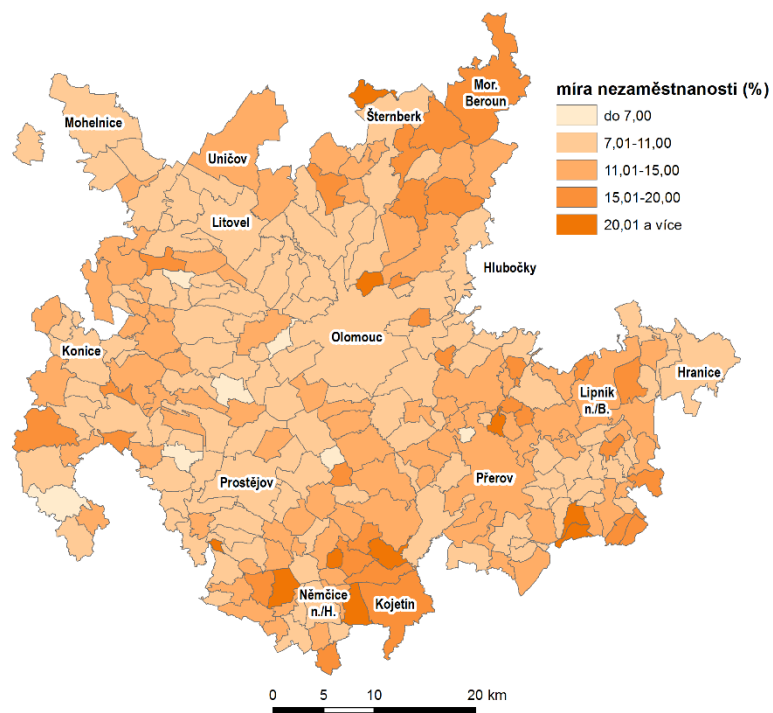 míra nezaměstnanosti (%)
do 7,00
7,01-11,00
11,01-15,00
15,01-20,00
20,01 a více
Mor.
Beroun
Šternberk
Mohelnice
Uničov
Litovel
Hlubočky
Olomouc
Konice
Hranice
Lipník
n./B.
Přerov
Prostějov
Němčice
n./H.
Kojetín
0 5 10 20 km